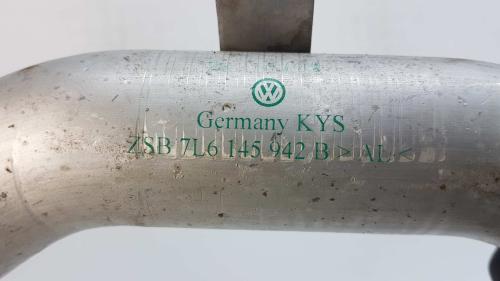 Germany KYS
ZSB 7L6 145 942 B > AL <